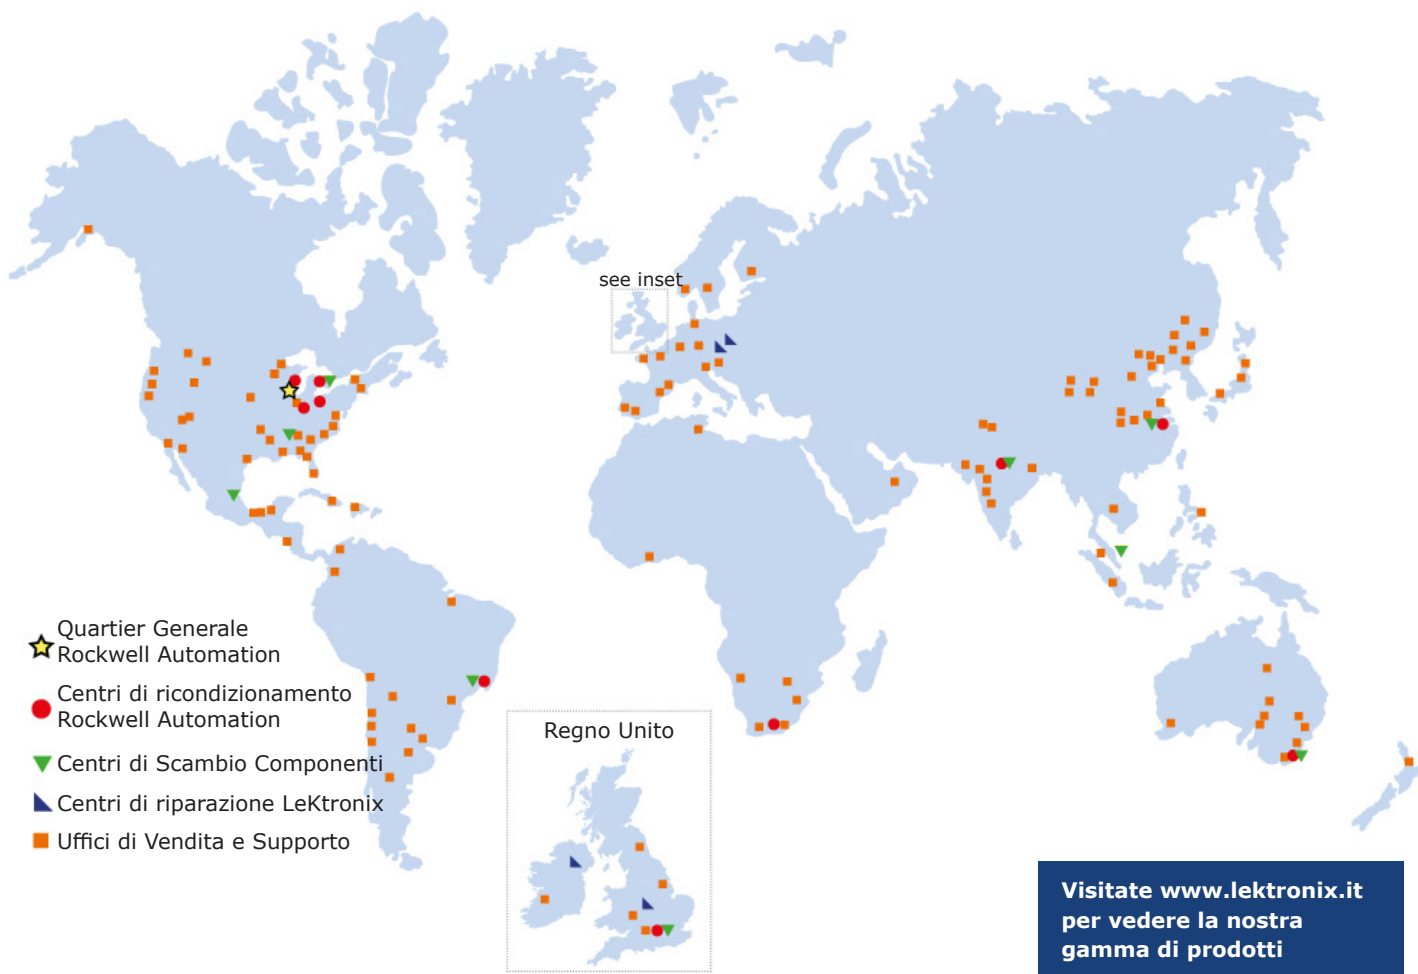 see inset
Quartier Generale
Rockwell Automation
Centri di ricondizionamento
Rockwell Automation
Centri di Scambio Componenti
Centri di riparazione LeKtronix
Uffici di Vendita e Supporto
Regno Unito
Visitate www.lektronix.it
per vedere la nostra
gamma di prodotti